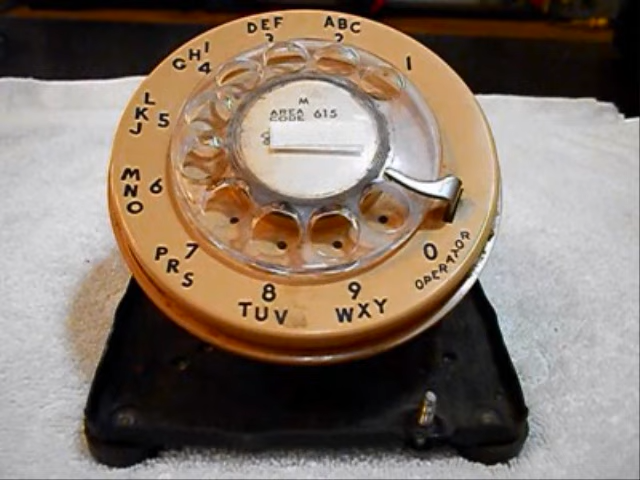 M
AREA
CODE 615
1
ABC
2
DEF
3
GHI
4
JKL
5
MNO
6
PRS
7
TUV
8
WXY
9
OPERATOR
0